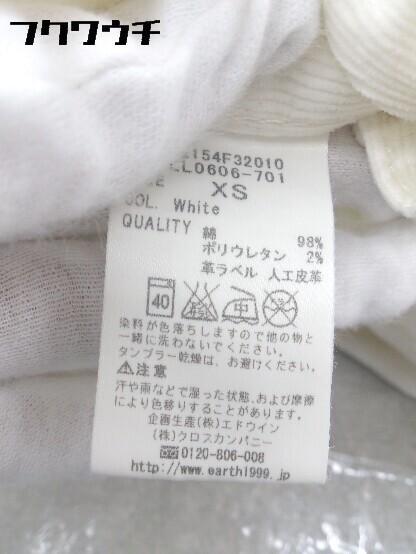 フクワウチ
154F32010
LL0606-701
XS
COL. White
QUALITY 綿 98%
ポリウレタン 2%
革ラベル 人工皮革
40
染料が色落ちしますので他の物と
一緒に洗わないでください。
タンブラー乾燥は、お避けください。
⚠注意
汗や雨などで湿った状態、および摩擦
により色移りすることがあります。
企画生産(株)エドウイン
(株)クロスカンパニー
0120-806-008
http://www.earth1999.jp/